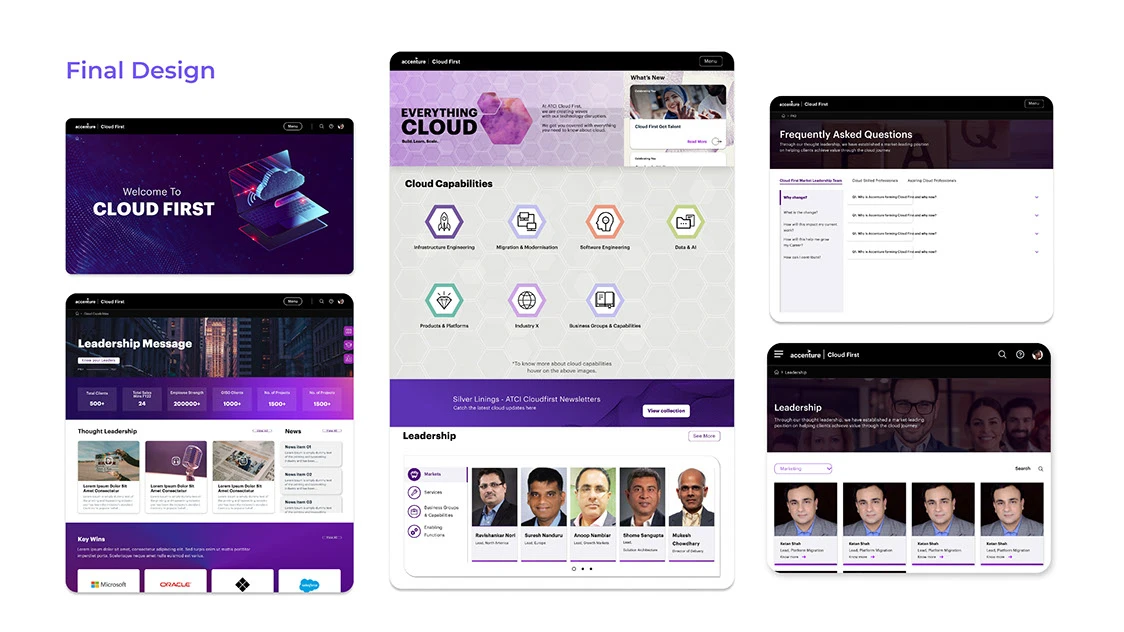 Final Design
accenture Cloud First
Menu
Welcome To
CLOUD FIRST
accenture Cloud First
Menu
Cloud Capabilities
Leadership Message
Know your Leaders
Total Clients
500+
Total Sales
24
Employee Strength
200000+
G150 Clients
1000+
No. of Projects
1500+
No. of Projects
1500+
Thought Leadership
View All
News
View All
Lorem Ipsum Dolor Sit
Amet Consectetur
Lorem Ipsum Dolor Sit
Amet Consectetur
Lorem Ipsum Dolor Sit
Amet Consectetur
News Item 01
News Item 02
News Item 03
Key Wins
View All
Lorem ipsum dolor sit amet, consectetur adipiscing elit. Sed turpis enim ut mattis porttitor
Microsoft
ORACLE
salesforce
accenture Cloud First
Menu
EVERYTHING
CLOUD
Build. Learn. Scale.
At ATCI Cloud First,
we are creating waves
with our technology disruption.
We got you covered with everything
you need to know about cloud.
What's New
Celebrating You
Cloud First Got Talent
Read More
Celebrating You
Cloud Capabilities
Infrastructure Engineering
Migration & Modernisation
Software Engineering
Data & AI
Products & Platforms
Industry X
Business Groups & Capabilities
*To know more about cloud capabilities
hover on the above images.
Silver Linings - ATCI Cloudfirst Newsletters
Catch the latest cloud updates here
View collection
Leadership
See More
Markets
Services
Business Groups
& Capabilities
Enabling
Functions
Ravishankar Nori
Lead, North America
Suresh Nanduru
Lead, Europe
Anoop Nambiar
Lead, Growth Markets
Shome Sengupta
Lead,
Solution Architecture
Mukesh
Chowdhary
Director of Delivery
accenture Cloud First
Menu
FAQ
Frequently Asked Questions
Through our thought leadership, we have established a market-leading position
on helping clients achieve value through the cloud journey
Cloud First Market Leadership Team
Cloud Skilled Professionals
Aspiring Cloud Professionals
Why change?
What is the change?
How will this impact my current
team?
How will this help me grow
my Career?
How can I contribute?
Q1. Why is Accenture forming Cloud First and why now?
Q1. Why is Accenture forming Cloud First and why now?
Q1. Why is Accenture forming Cloud First and why now?
Q1. Why is Accenture forming Cloud First and why now?
accenture Cloud First
Leadership
Leadership
Through our thought leadership, we have established a market leading
position on helping clients achieve value through the cloud journey
Marketing
Search
Ketan Shah
Lead, Platform Migration
Know more
Ketan Shah
Lead, Platform Migration
Know more
Ketan Shah
Lead, Platform Migration
Know more
Ketan Shah
Lead, Platform Migration
Know more